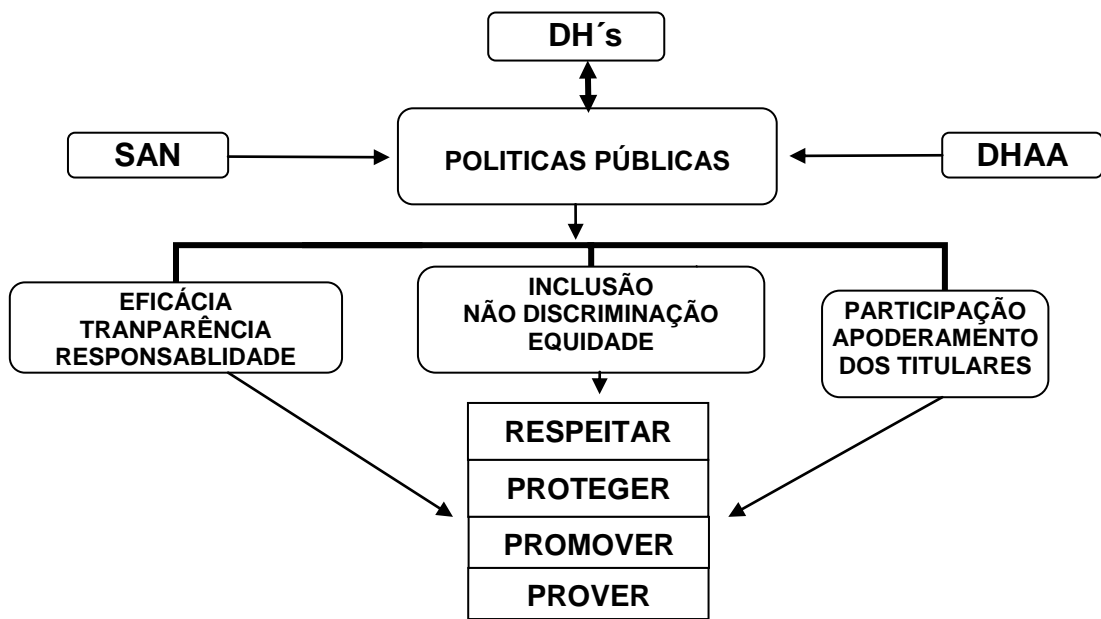 DH´s
SAN
POLITICAS PÚBLICAS
DHAA
EFICÁCIA
TRANPARÊNCIA
RESPONSABLIDADE
INCLUSÃO
NÃO DISCRIMINAÇÃO
EQUIDADE
PARTICIPAÇÃO
APODERAMENTO
DOS TITULARES
RESPEITAR
PROTEGER
PROMOVER
PROVER